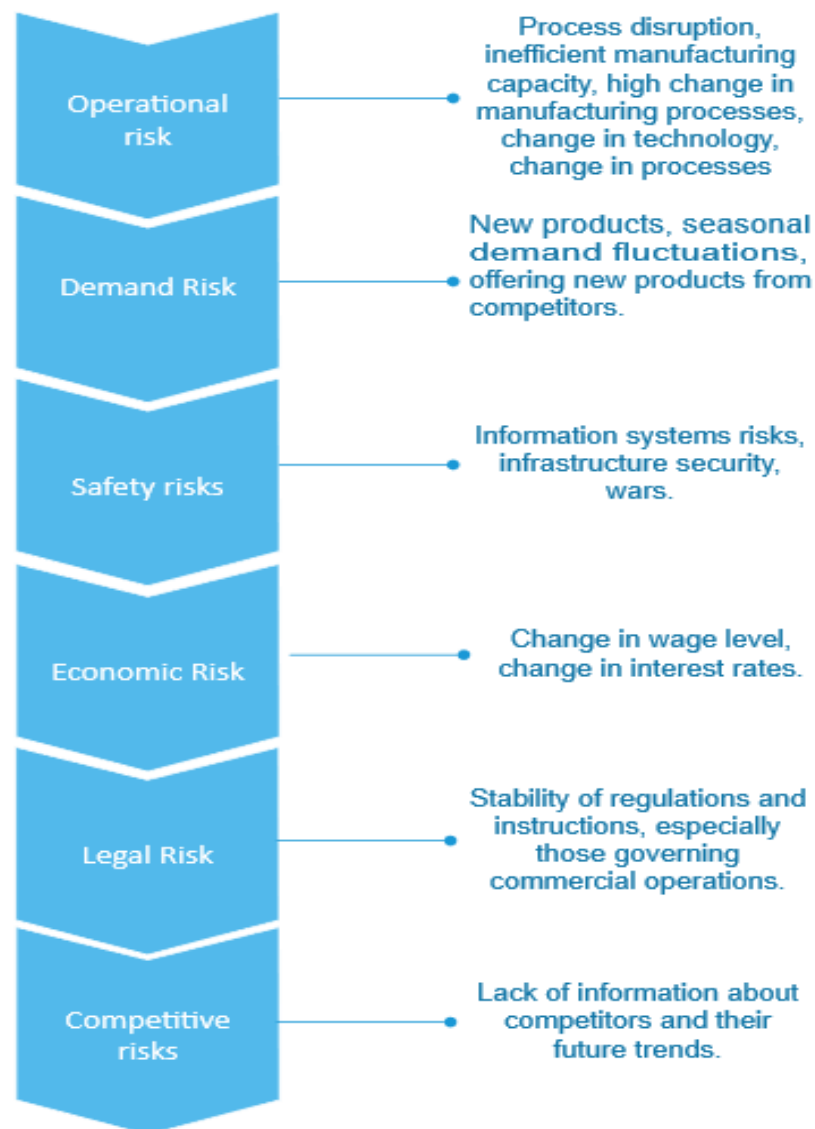 Operational
risk
Process disruption,
inefficient manufacturing
capacity, high change in
manufacturing processes,
change in technology,
change in processes
Demand Risk
New products, seasonal
demand fluctuations,
offering new products from
competitors.
Safety risks
Information systems risks,
infrastructure security,
wars.
Economic Risk
Change in wage level,
change in interest rates.
Legal Risk
Stability of regulations and
instructions, especially
those governing
commercial operations.
Competitive
risks
Lack of information about
competitors and their
future trends.